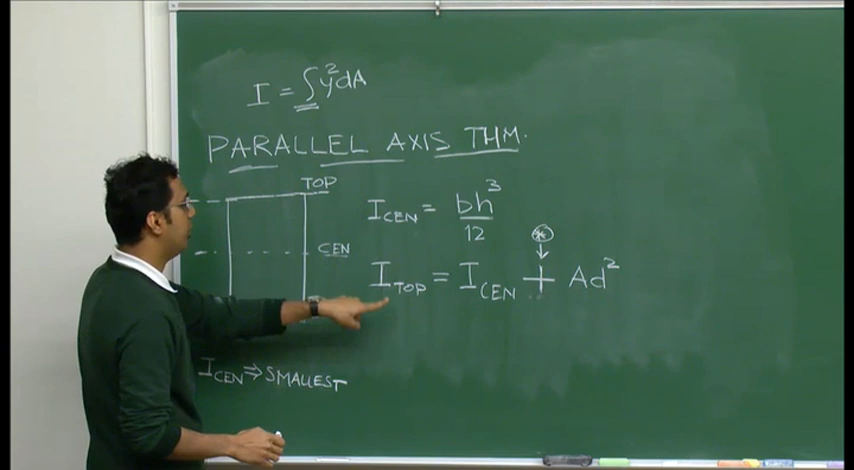 I = ∫y²dA
PARALLEL AXIS THM.
TOP
CEN
I_CEN = bh³/12
⊛
↓
I_TOP = I_CEN + Ad²
I_CEN ⇒ SMALLEST